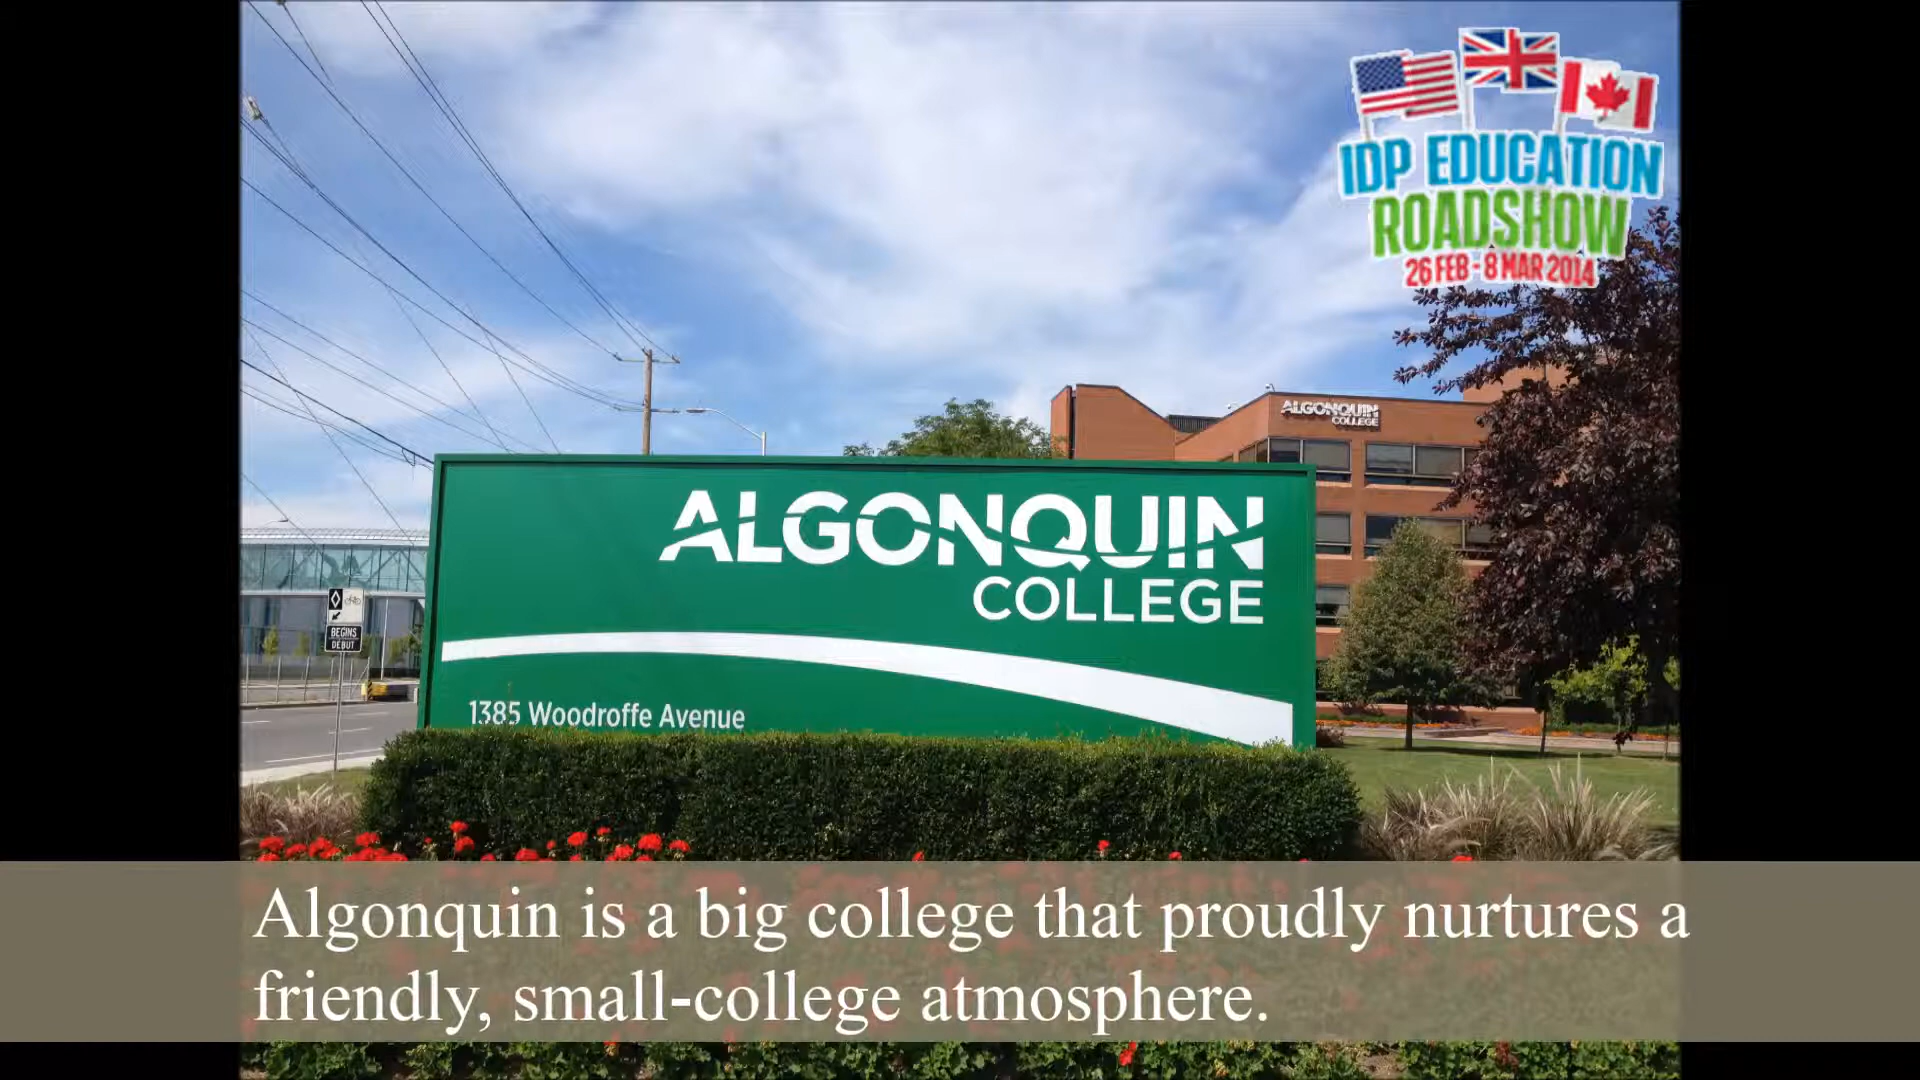 IDP EDUCATION
ROADSHOW
26 FEB - 8 MAR 2014
ALGONQUIN
COLLEGE
ALGONQUIN
COLLEGE
BEGINS
DÉBUT
1385 Woodroffe Avenue
Algonquin is a big college that proudly nurtures a
friendly, small-college atmosphere.